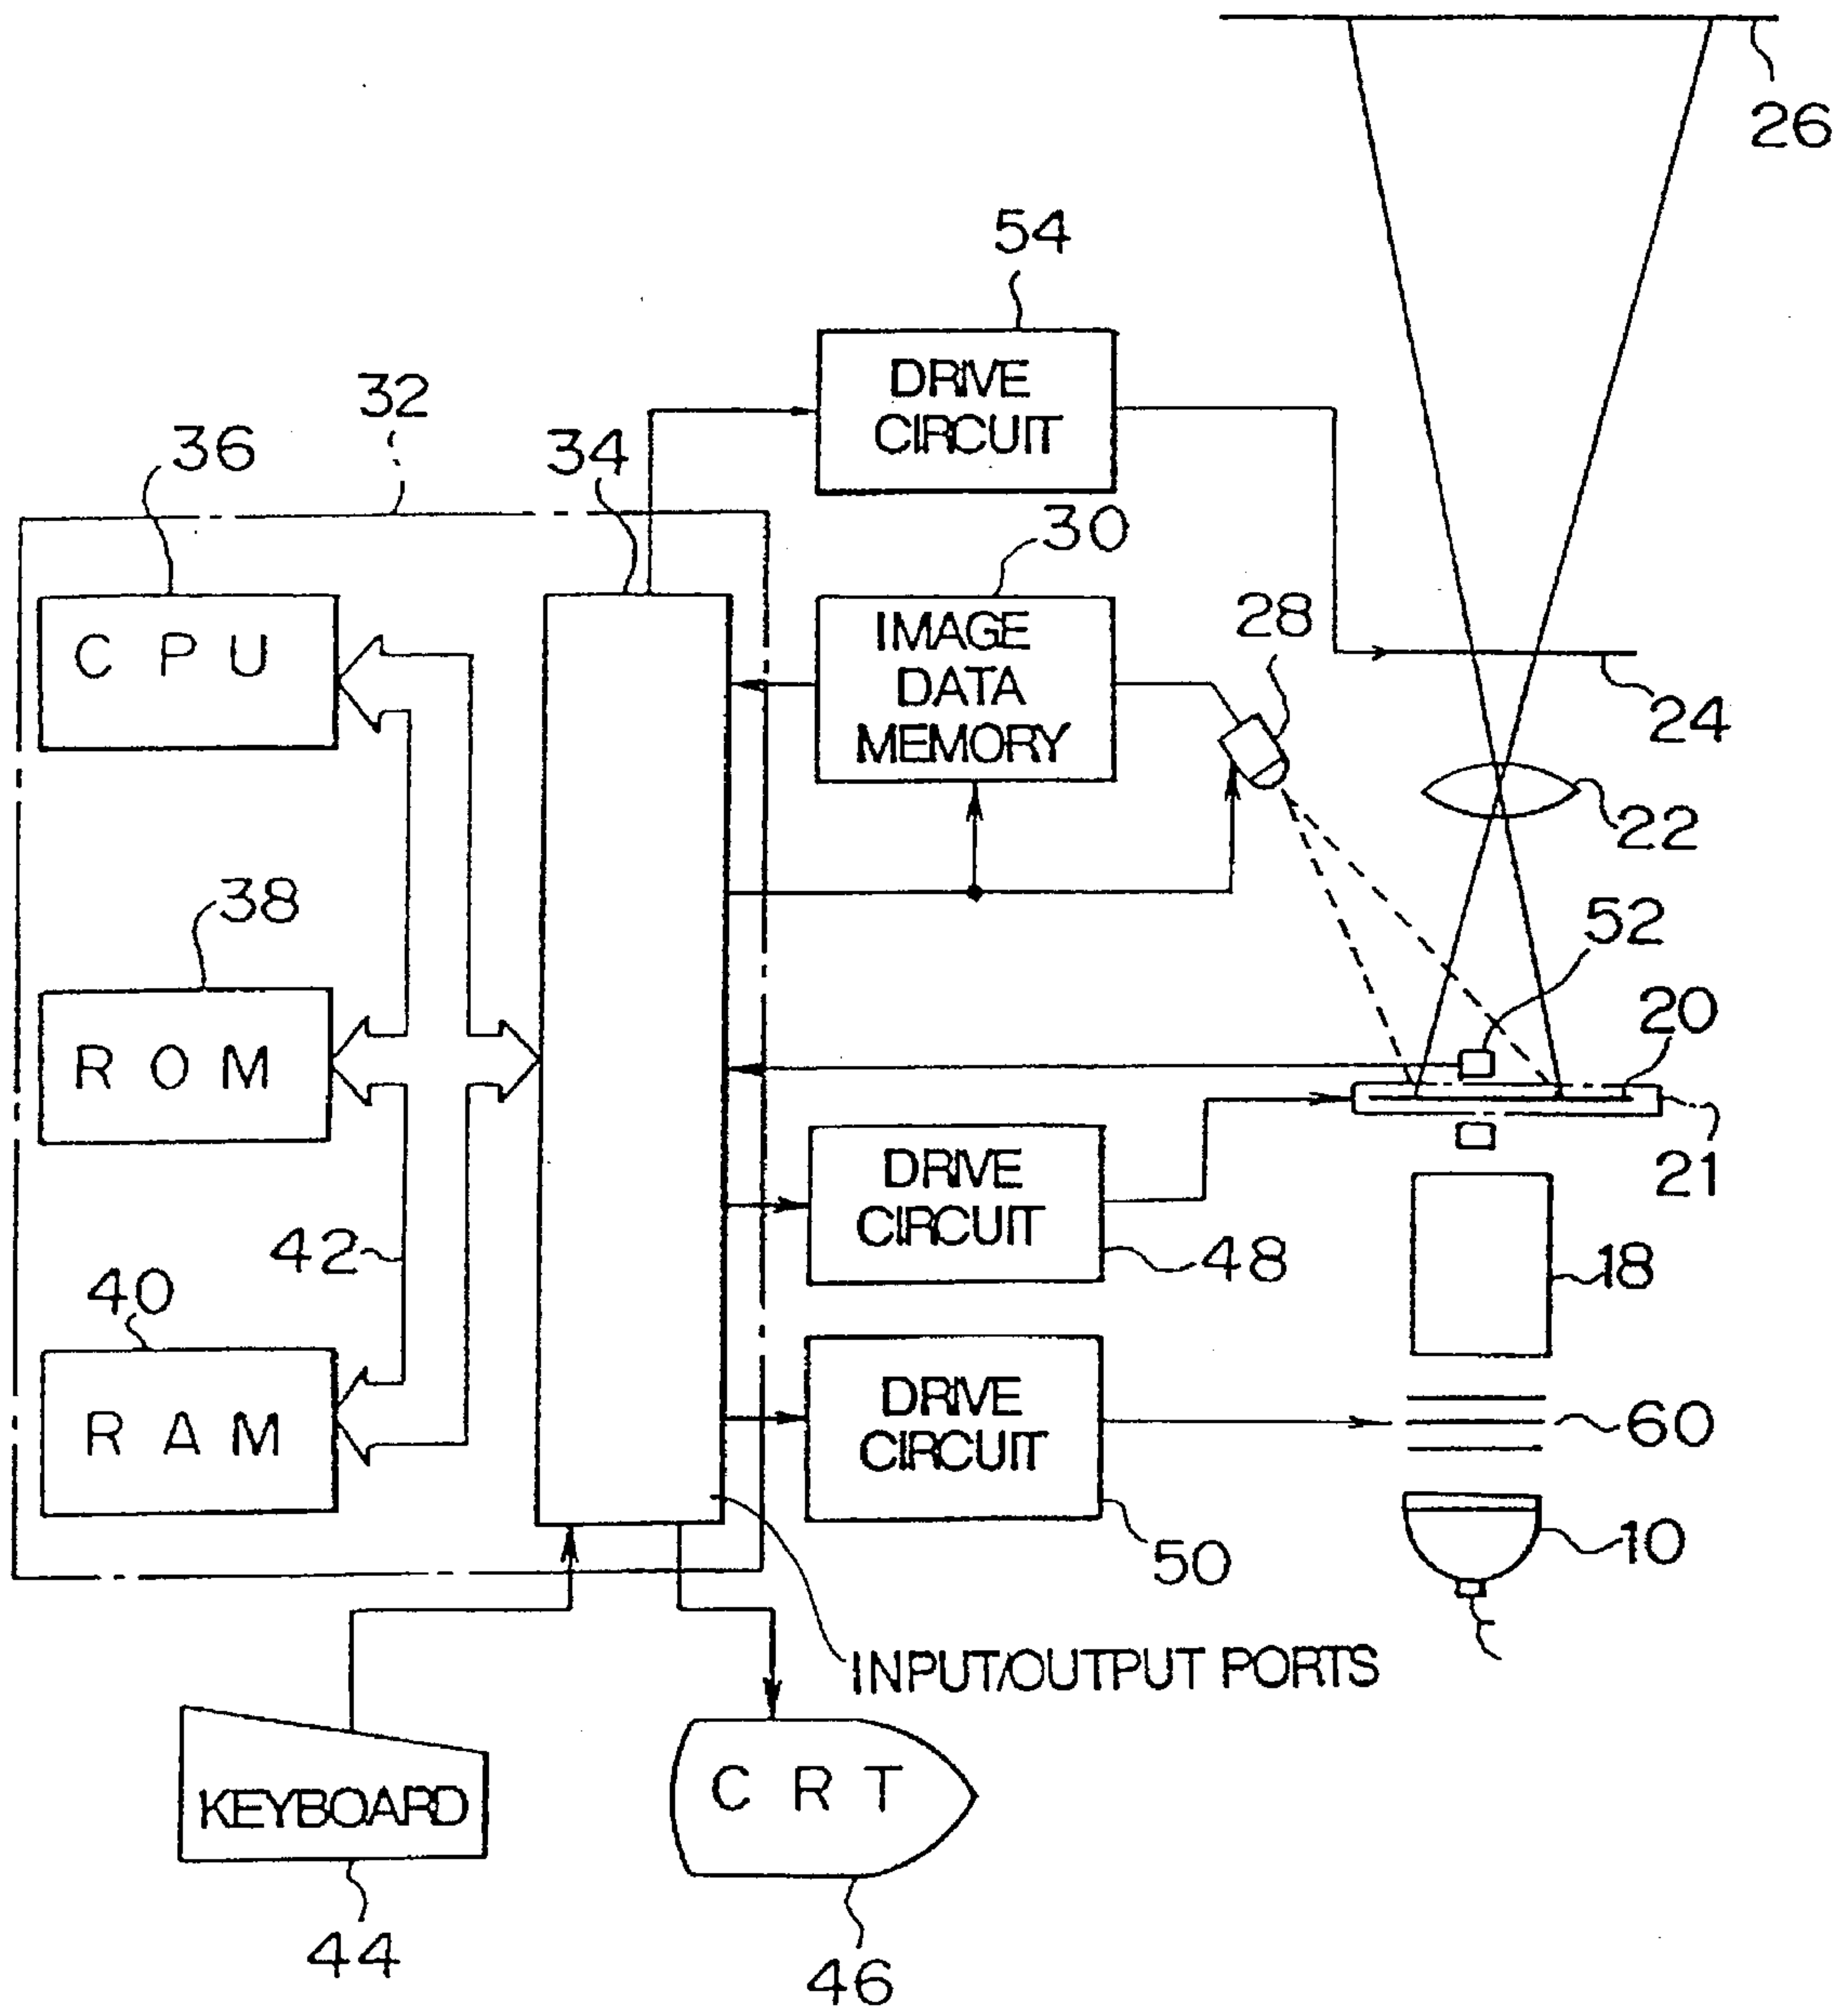 26
54
DRIVE
CIRCUIT
32
36
34
30
28
C P U
IMAGE
DATA
MEMORY
24
22
38
52
R O M
20
21
DRIVE
CIRCUIT
42
48
18
40
R A M
DRIVE
CIRCUIT
60
50
10
INPUT/OUTPUT PORTS
KEYBOARD
C R T
44
46